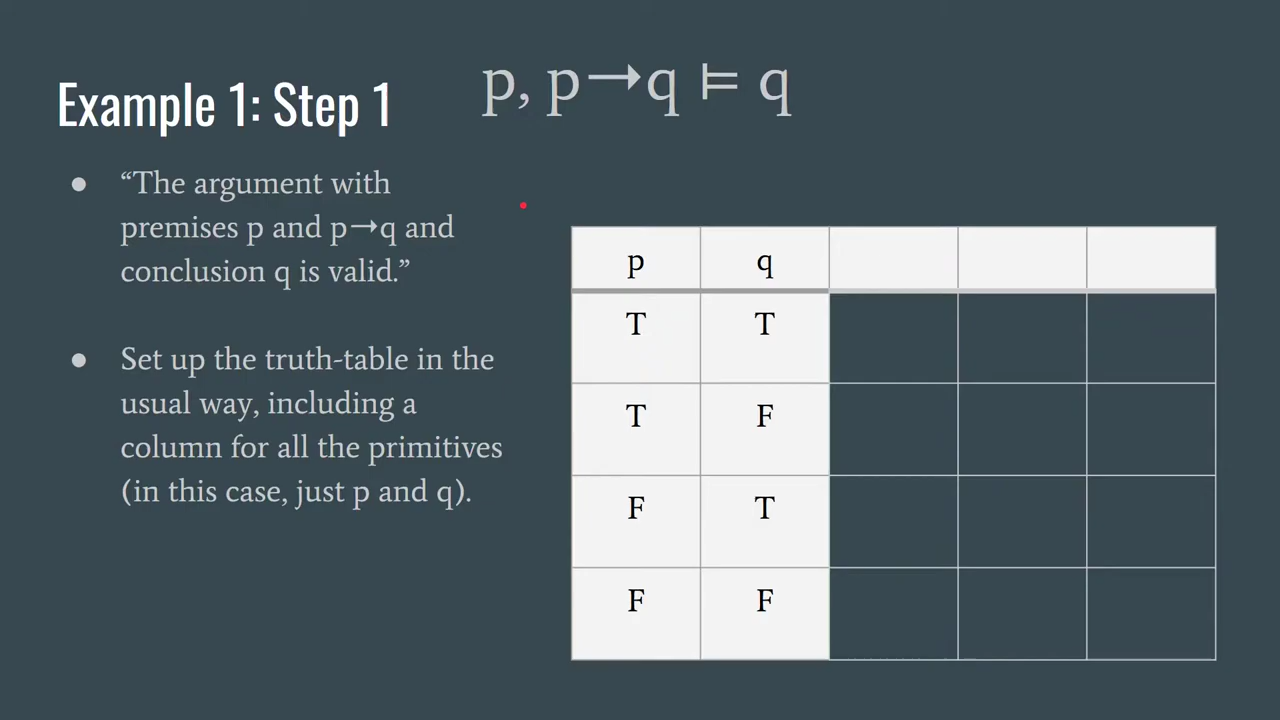 Example 1: Step 1
p, p→q ⊨ q
● “The argument with
premises p and p→q and
conclusion q is valid.”
● Set up the truth-table in the
usual way, including a
column for all the primitives
(in this case, just p and q).
p q
T T
T F
F T
F F